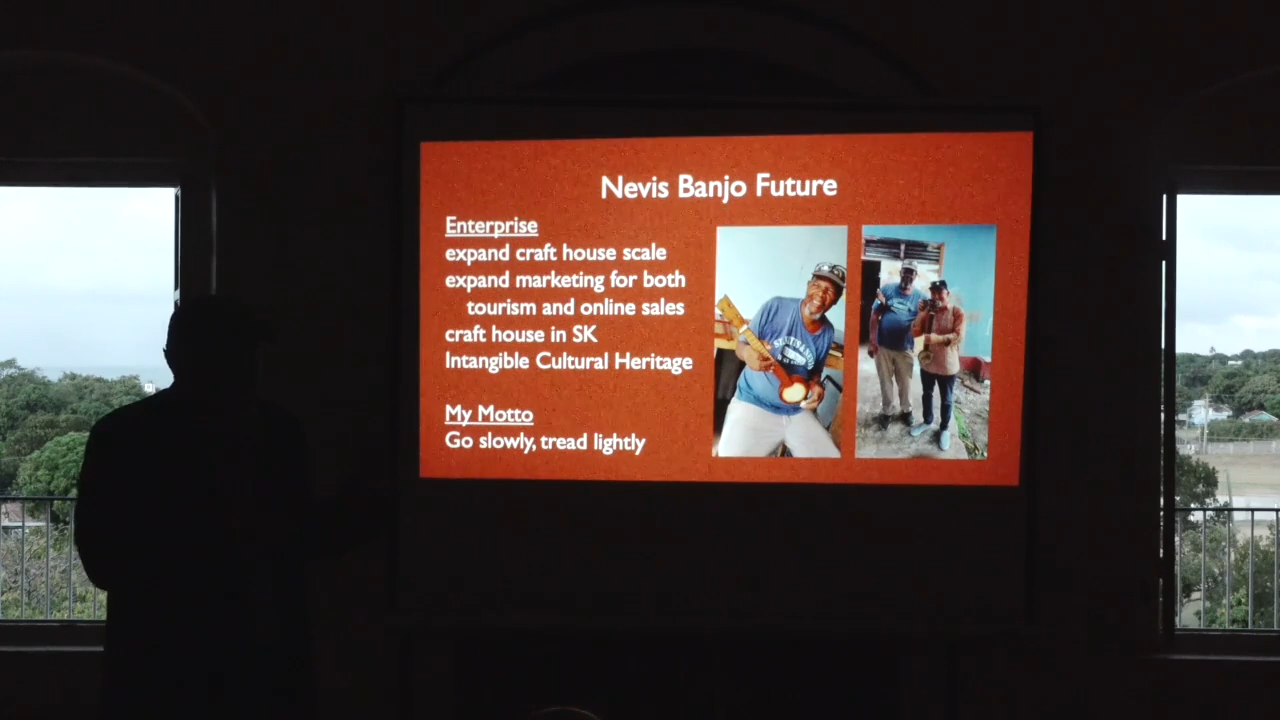 Nevis Banjo Future
Enterprise
expand craft house scale
expand marketing for both
tourism and online sales
craft house in SK
Intangible Cultural Heritage
My Motto
Go slowly, tread lightly